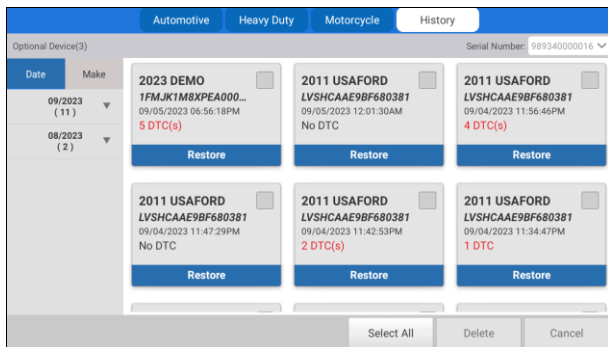 Automotive
Heavy Duty
Motorcycle
History
Optional Device(3)
Serial Number: 989340000016
Date
Make
09/2023
( 11 )
08/2023
( 2 )
2023 DEMO
1FMJK1M8XPEA000...
09/05/2023 06:56:18PM
5 DTC(s)
Restore
2011 USAFORD
LVSHCAAE9BF680381
09/05/2023 12:01:30AM
No DTC
Restore
2011 USAFORD
LVSHCAAE9BF680381
09/04/2023 11:56:46PM
4 DTC(s)
Restore
2011 USAFORD
LVSHCAAE9BF680381
09/04/2023 11:47:29PM
No DTC
Restore
2011 USAFORD
LVSHCAAE9BF680381
09/04/2023 11:42:53PM
2 DTC(s)
Restore
2011 USAFORD
LVSHCAAE9BF680381
09/04/2023 11:34:47PM
1 DTC
Restore
Select All
Delete
Cancel